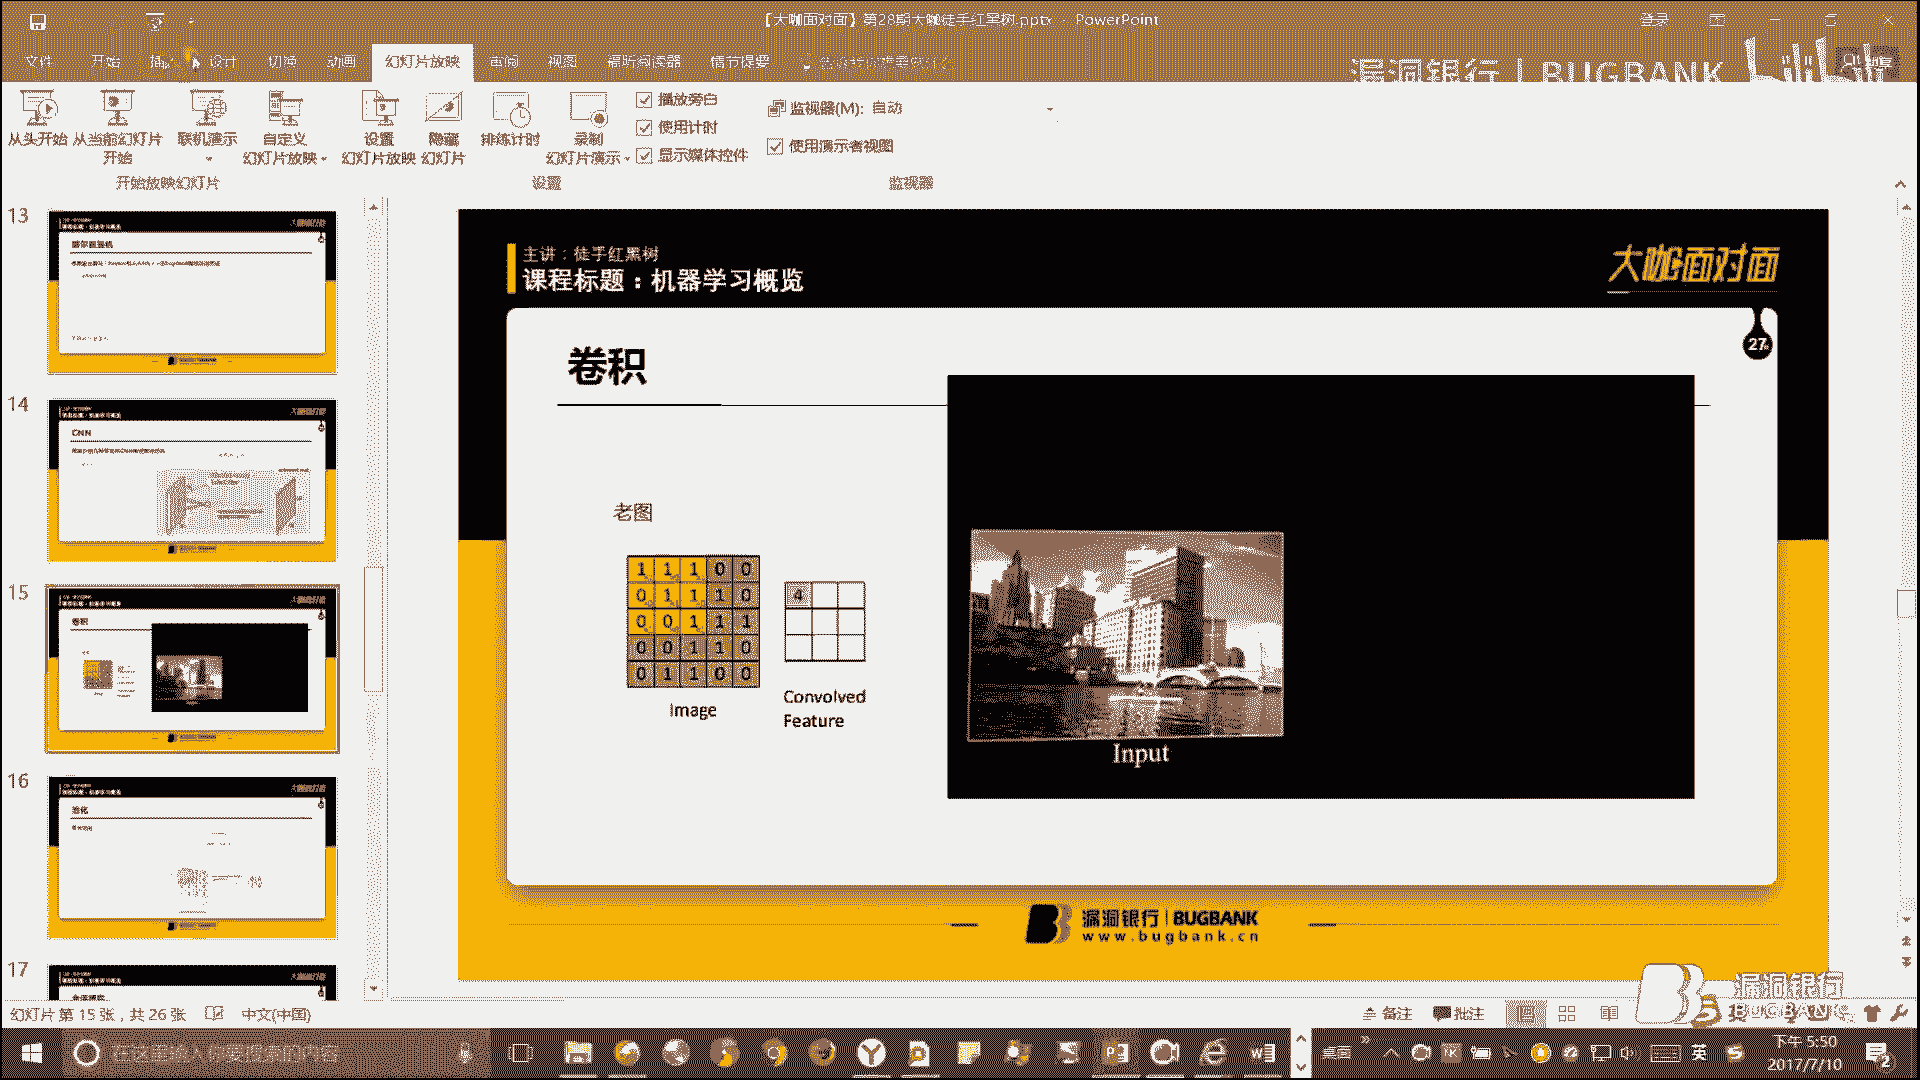 【大咖面对面】第28期大咖徒手红黑树.pptx - PowerPoint
登录
文件 开始 插入 设计 切换 动画 幻灯片放映 审阅 视图 福昕阅读器 情节提要
漏洞银行 | BUGBANK
从头开始
从当前幻灯片
开始
联机演示
自定义
幻灯片放映
设置
幻灯片放映
隐藏
幻灯片
排练计时
录制
幻灯片演示
播放旁白
使用计时
显示媒体控件
监视器(M): 自动
使用演示者视图
开始放映幻灯片
设置
监视器
13
14
CNN
15
卷积
16
池化
17
主讲：徒手红黑树
课程标题：机器学习概览
大咖面对面
27
卷积
老图
1 1 1 0 0
0 1 1 1 0
0 0 1 1 1
0 0 1 1 0
0 1 1 0 0
Image
4
Convolved
Feature
Input
漏洞银行 | BUGBANK
www.bugbank.cn
幻灯片 第 15 张，共 26 张
中文(中国)
备注
批注
漏洞银行
BUGBANK
在这里输入你要搜索的内容
桌面
英
下午 5:50
2017/7/10
2